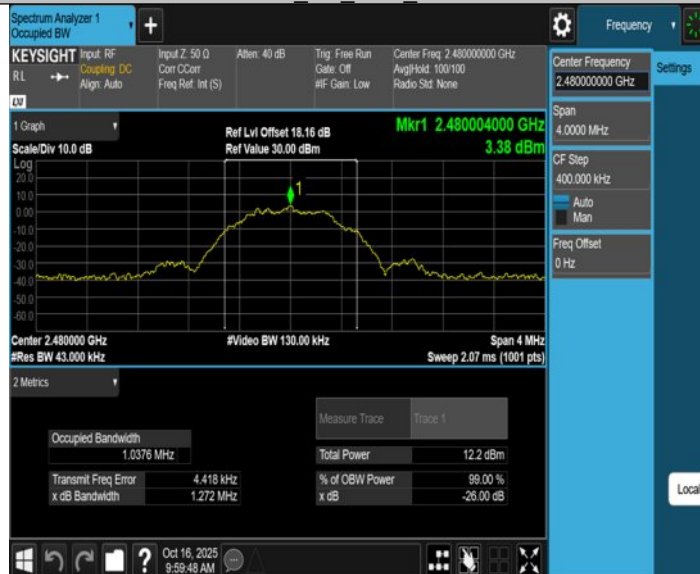 Spectrum Analyzer 1
Occupied BW
+
Frequency
KEYSIGHT
RL
LXI
Input: RF
Coupling: DC
Align: Auto
Input Z: 50 Ω
Corr CCorr
Freq Ref: Int (S)
Atten: 40 dB
Trig: Free Run
Gate: Off
#IF Gain: Low
Center Freq: 2.480000000 GHz
Avg|Hold: 100/100
Radio Std: None
Center Frequency
2.480000000 GHz
Settings
Span
4.0000 MHz
CF Step
400.000 kHz
Auto
Man
Freq Offset
0 Hz
Local
1 Graph
Scale/Div 10.0 dB
Ref Lvl Offset 18.16 dB
Ref Value 30.00 dBm
Mkr1 2.480004000 GHz
3.38 dBm
Log
20.0
10.0
0.00
-10.0
-20.0
-30.0
-40.0
-50.0
-60.0
1
Center 2.480000 GHz
#Res BW 43.000 kHz
#Video BW 130.00 kHz
Span 4 MHz
Sweep 2.07 ms (1001 pts)
2 Metrics
Measure Trace Trace 1
Occupied Bandwidth
1.0376 MHz
Total Power 12.2 dBm
Transmit Freq Error 4.418 kHz
% of OBW Power 99.00 %
x dB Bandwidth 1.272 MHz
x dB -26.00 dB
?
Oct 16, 2025
9:59:48 AM